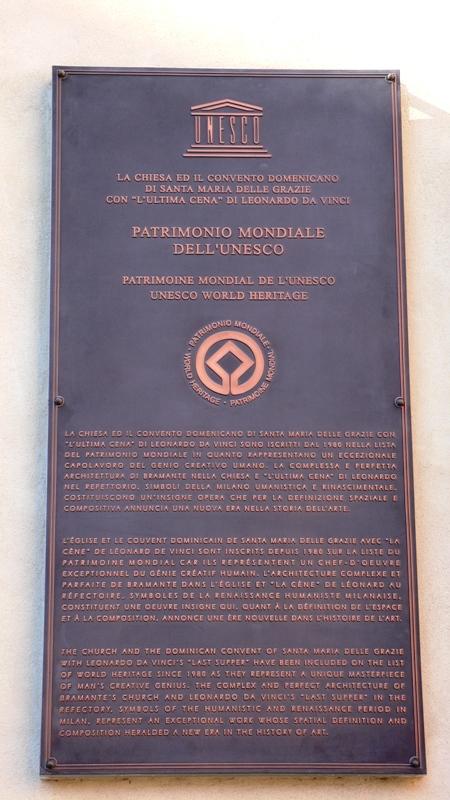 UNESCO
LA CHIESA ED IL CONVENTO DOMENICANO
DI SANTA MARIA DELLE GRAZIE
CON "L'ULTIMA CENA" DI LEONARDO DA VINCI
PATRIMONIO MONDIALE
DELL'UNESCO
PATRIMOINE MONDIAL DE L'UNESCO
UNESCO WORLD HERITAGE
PATRIMONIO MONDIALE • WORLD HERITAGE • PATRIMOINE MONDIAL •
LA CHIESA ED IL CONVENTO DOMENICANO DI SANTA MARIA DELLE GRAZIE CON
"L'ULTIMA CENA" DI LEONARDO DA VINCI SONO ISCRITTI DAL 1980 NELLA LISTA
DEL PATRIMONIO MONDIALE IN QUANTO RAPPRESENTANO UN ECCEZIONALE
CAPOLAVORO DEL GENIO CREATIVO UMANO. LA COMPLESSA E PERFETTA
ARCHITETTURA DI BRAMANTE NELLA CHIESA E "L'ULTIMA CENA" DI LEONARDO
NEL REFETTORIO, SIMBOLI DELLA MILANO UMANISTICA E RINASCIMENTALE,
COSTITUISCONO UN'INSIGNE OPERA CHE PER LA DEFINIZIONE SPAZIALE E
COMPOSITIVA ANNUNCIA UNA NUOVA ERA NELLA STORIA DELL'ARTE.
L'ÉGLISE ET LE COUVENT DOMINICAIN DE SANTA MARIA DELLE GRAZIE AVEC "LA
CÈNE" DE LÉONARD DE VINCI SONT INSCRITS DEPUIS 1980 SUR LA LISTE DU
PATRIMOINE MONDIAL CAR ILS REPRÉSENTENT UN CHEF-D'OEUVRE
EXCEPTIONNEL DU GÉNIE CRÉATIF HUMAIN. L'ARCHITECTURE COMPLEXE ET
PARFAITE DE BRAMANTE DANS L'ÉGLISE ET "LA CÈNE" DE LÉONARD AU
RÉFECTOIRE, SYMBOLES DE LA RENAISSANCE HUMANISTE MILANAISE,
CONSTITUENT UNE OEUVRE INSIGNE QUI, QUANT À LA DÉFINITION DE L'ESPACE
ET À LA COMPOSITION, ANNONCE UNE ÈRE NOUVELLE DANS L'HISTOIRE DE L'ART.
THE CHURCH AND THE DOMINICAN CONVENT OF SANTA MARIA DELLE GRAZIE
WITH LEONARDO DA VINCI'S "LAST SUPPER" HAVE BEEN INCLUDED ON THE LIST
OF WORLD HERITAGE SINCE 1980 AS THEY REPRESENT A UNIQUE MASTERPIECE
OF MAN'S CREATIVE GENIUS. THE COMPLEX AND PERFECT ARCHITECTURE OF
BRAMANTE'S CHURCH AND LEONARDO DA VINCI'S "LAST SUPPER" IN THE
REFECTORY, SYMBOLS OF THE HUMANISTIC AND RENAISSANCE PERIOD IN
MILAN, REPRESENT AN EXCEPTIONAL WORK WHOSE SPATIAL DEFINITION AND
COMPOSITION HERALDED A NEW ERA IN THE HISTORY OF ART.